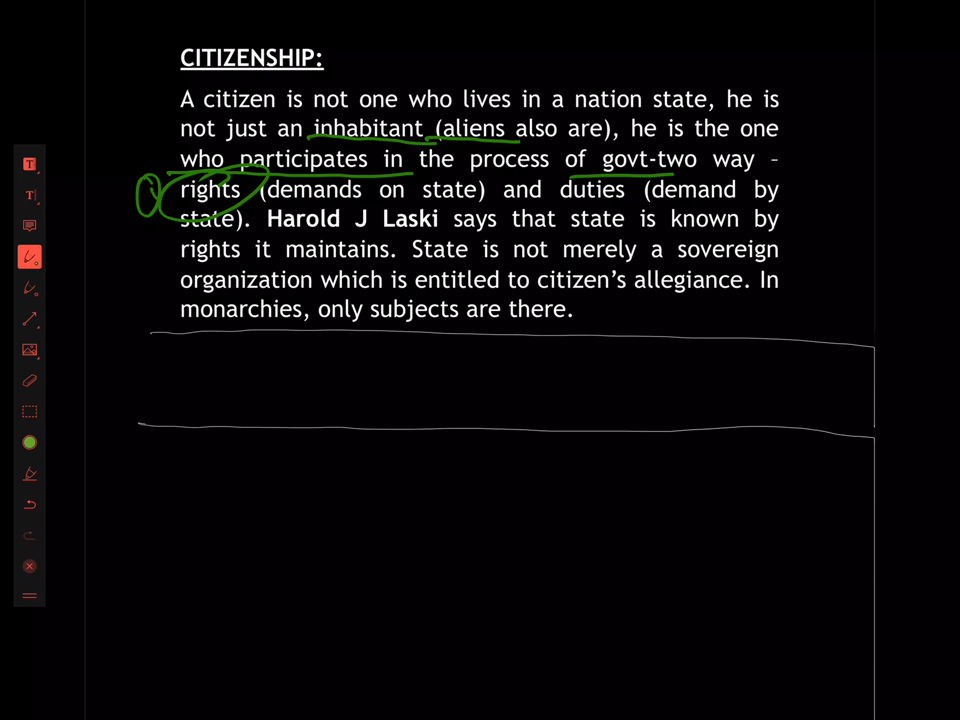 CITIZENSHIP:
A citizen is not one who lives in a nation state, he is
not just an inhabitant (aliens also are), he is the one
who participates in the process of govt-two way –
rights (demands on state) and duties (demand by
state). Harold J Laski says that state is known by
rights it maintains. State is not merely a sovereign
organization which is entitled to citizen's allegiance. In
monarchies, only subjects are there.